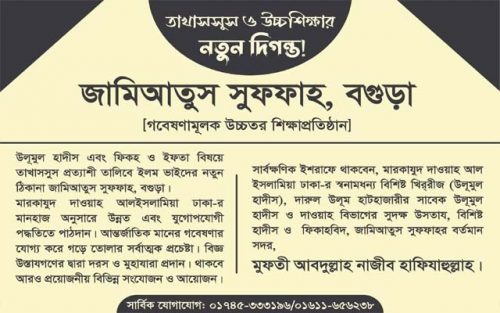 তাখাসসুস ও উচ্চশিক্ষার
নতুন দিগন্ত!
জামিআতুস সুফফাহ, বগুড়া
[গবেষণামূলক উচ্চতর শিক্ষাপ্রতিষ্ঠান]
উলূমুল হাদীস এবং ফিকহ ও ইফতা বিষয়ে
তাখাসসুস প্রত্যাশী তালিবে ইলম ভাইদের নতুন
ঠিকানা জামিআতুস সুফফাহ, বগুড়া।
মারকাযুদ দাওয়াহ আলইসলামিয়া ঢাকা-র
মানহাজ অনুসারে উন্নত এবং যুগোপযোগী
পদ্ধতিতে পাঠদান। আন্তর্জাতিক মানের গবেষণার
যোগ্য করে গড়ে তোলার সর্বাত্মক প্রচেষ্টা। বিজ্ঞ
উস্তাযগণের দ্বারা দরস ও মুহাযারা প্রদান। থাকবে
আরও প্রয়োজনীয় বিভিন্ন সংযোজন ও আয়োজন।
সার্বক্ষণিক ইশরাফে থাকবেন, মারকাযুদ দাওয়াহ আল
ইসলামিয়া ঢাকা-র স্বনামধন্য বিশিষ্ট খির্রীজ (উলূমুল
হাদীস), দারুল উলূম হাটহাজারীর সাবেক উলূমুল
হাদীস ও দাওয়াহ বিভাগের সুদক্ষ উসতায, বিশিষ্ট
হাদীস ও ফিকাহবিদ, জামিআতুস সুফফাহর বর্তমান
সদর,
মুফতী আবদুল্লাহ নাজীব হাফিযাহুল্লাহ।
সার্বিক যোগাযোগ: ০১৭৪৫-৩৩৩১৯৬/০১৬১১-৬৫৬২৩৮